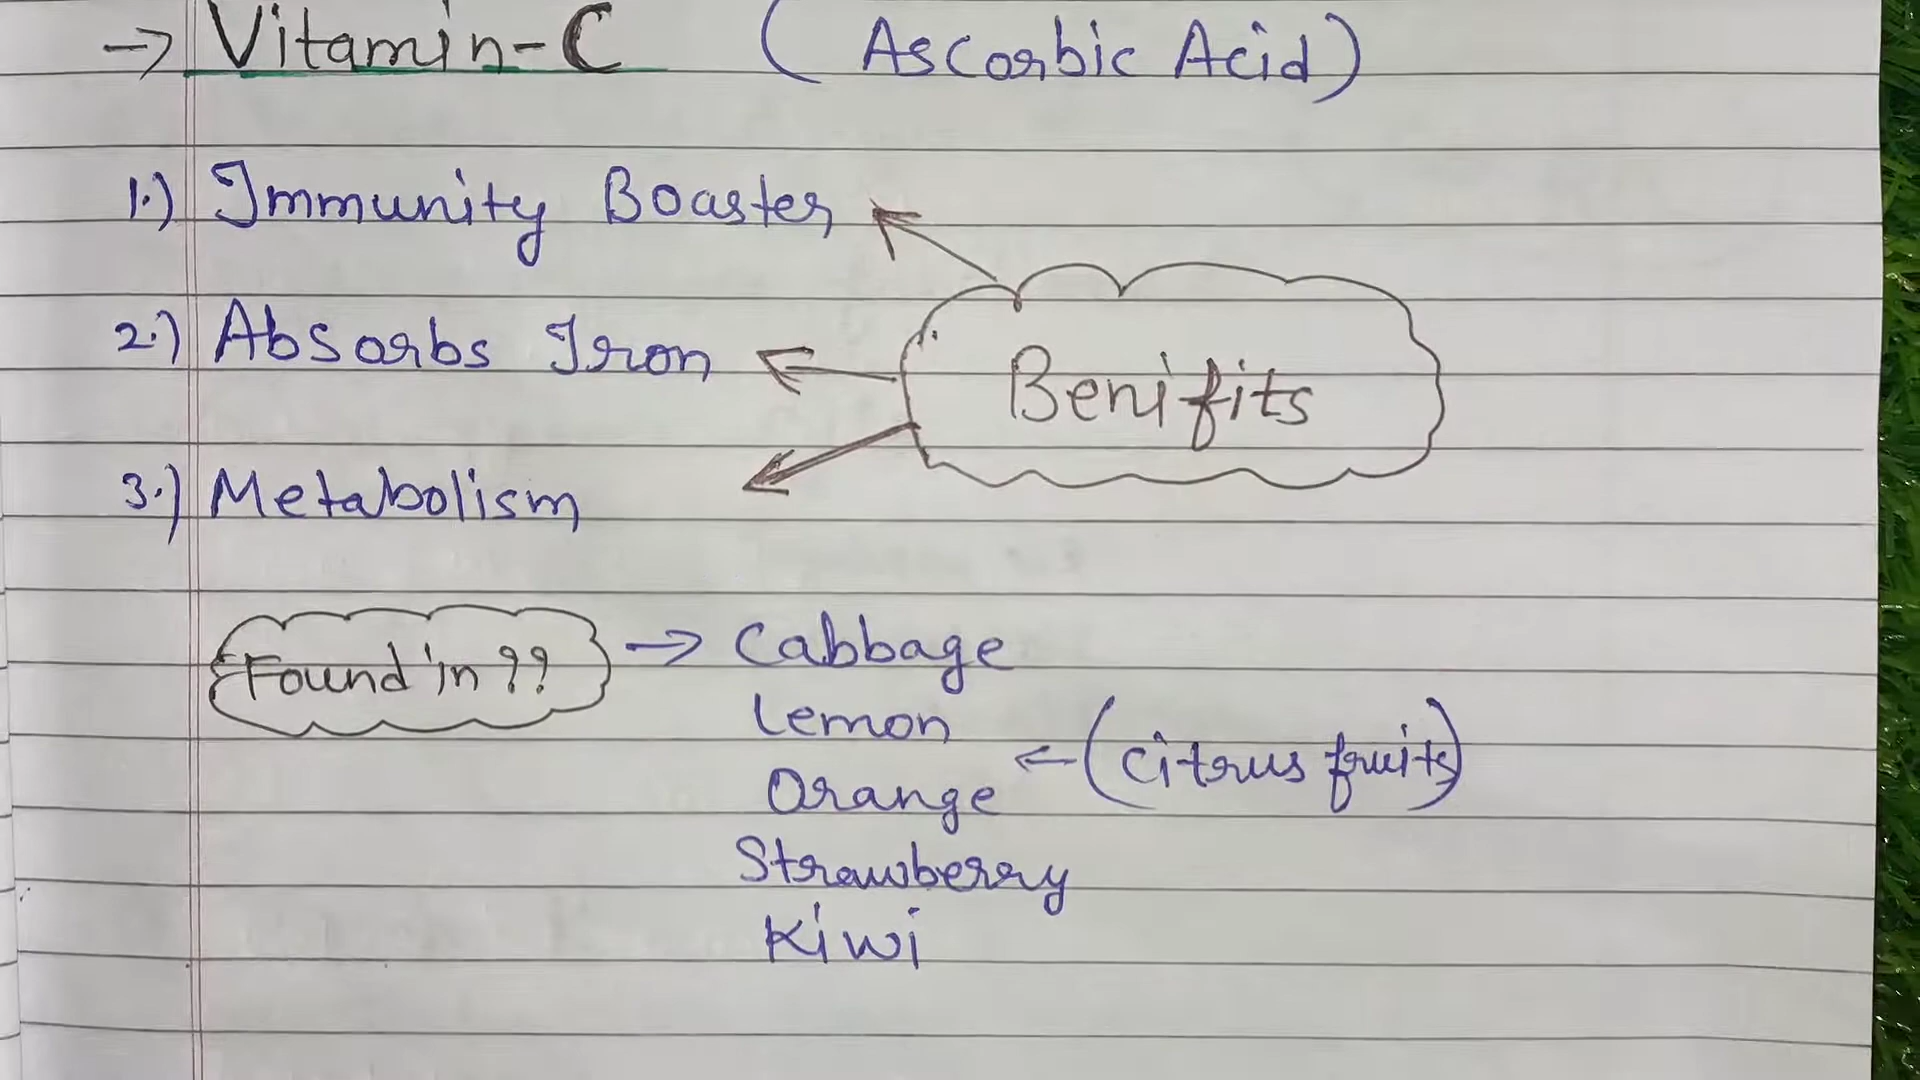 → Vitamin-C ( Ascorbic Acid )
1.) Immunity Boaster
2.) Absorbs Iron
Benifits
3.) Metabolism
Found in ?? → Cabbage
Lemon
← (citrus fruits)
Orange
Strawberry
Kiwi